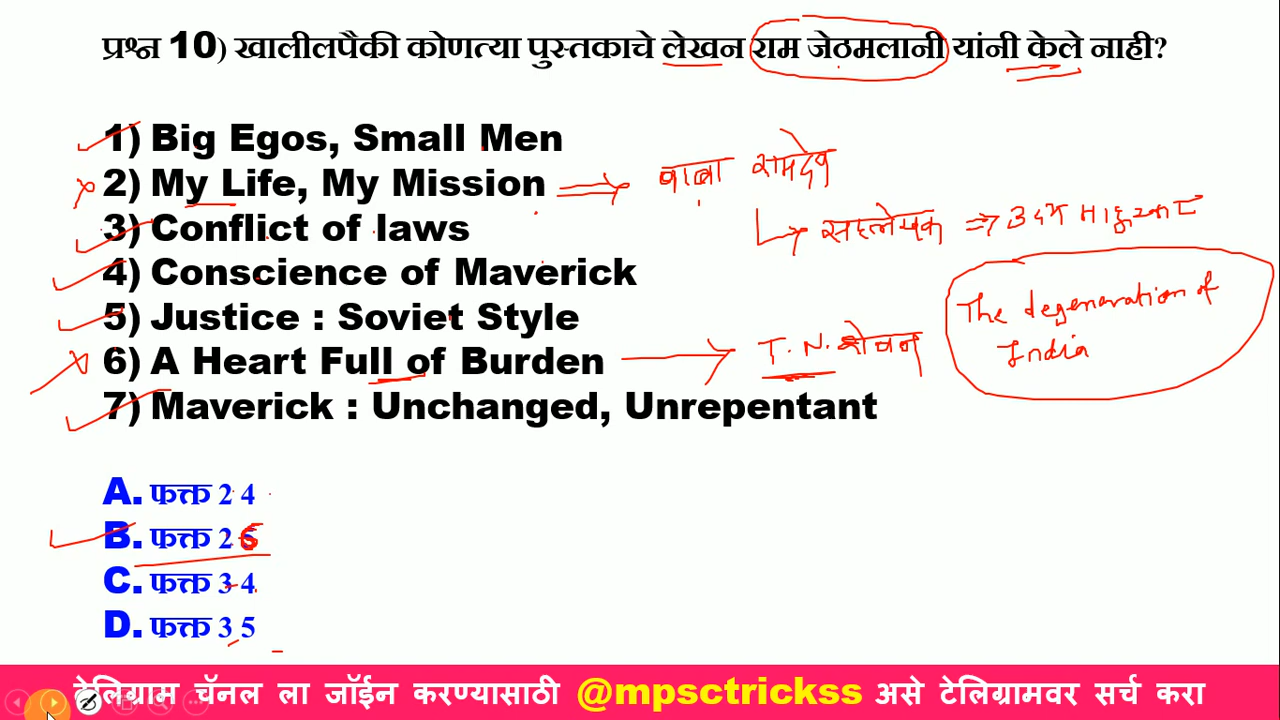 प्रश्न 10) खालीलपैकी कोणत्या पुस्तकाचे लेखन राम जेठमलानी यांनी केले नाही?
1) Big Egos, Small Men
2) My Life, My Mission ⇒ बाबा रामदेव
सहलेखक ⇒ उदय माहूरकर
3) Conflict of laws
4) Conscience of Maverick
The degeneration of
India
5) Justice : Soviet Style
6) A Heart Full of Burden → T. N. शेषन
7) Maverick : Unchanged, Unrepentant
A. फक्त 2 4
B. फक्त 2 6
C. फक्त 3 4
D. फक्त 3 5
टेलिग्राम चॅनल ला जॉईन करण्यासाठी @mpsctrickss असे टेलिग्रामवर सर्च करा